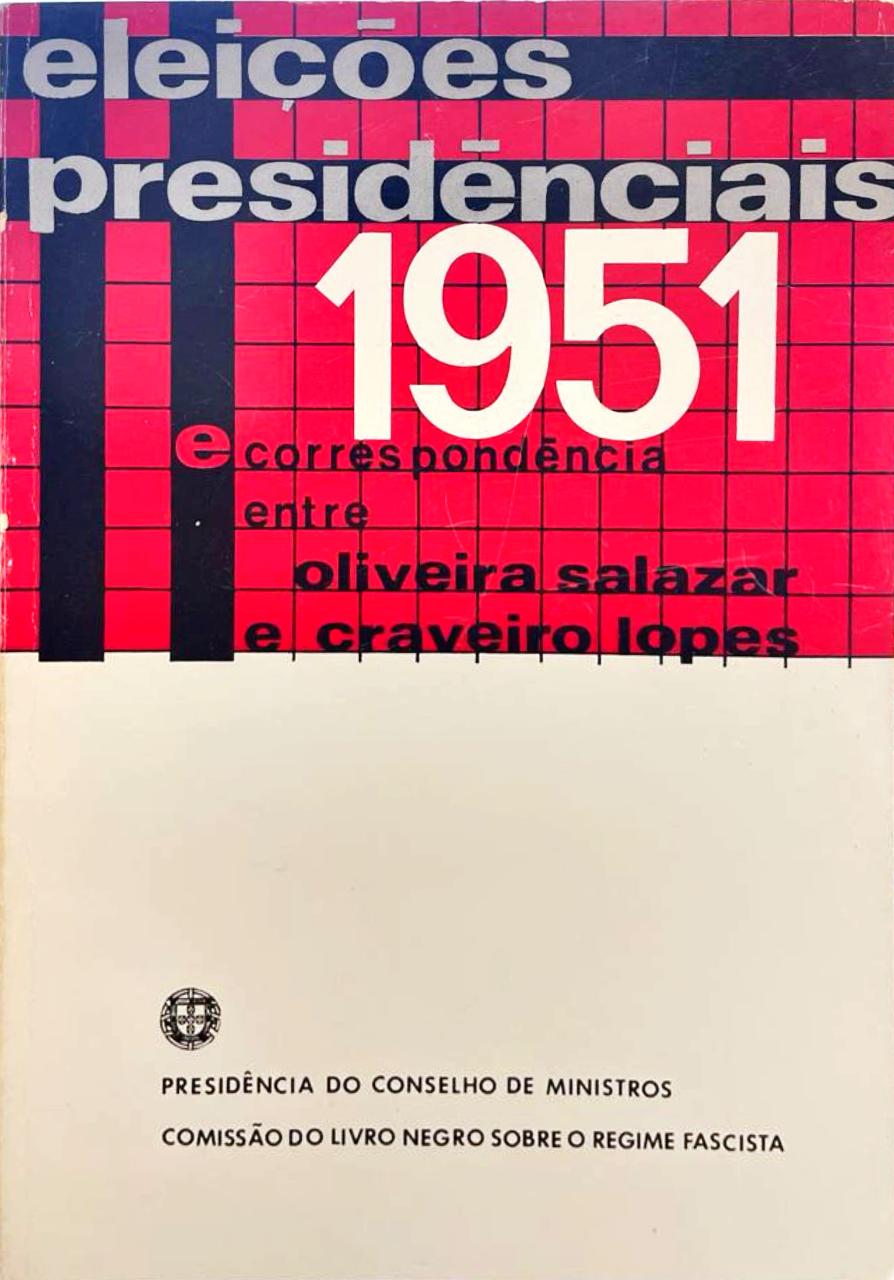 eleições
presidênciais
1951
e correspondência
entre
oliveira salazar
e craveiro lopes
PRESIDÊNCIA DO CONSELHO DE MINISTROS
COMISSÃO DO LIVRO NEGRO SOBRE O REGIME FASCISTA